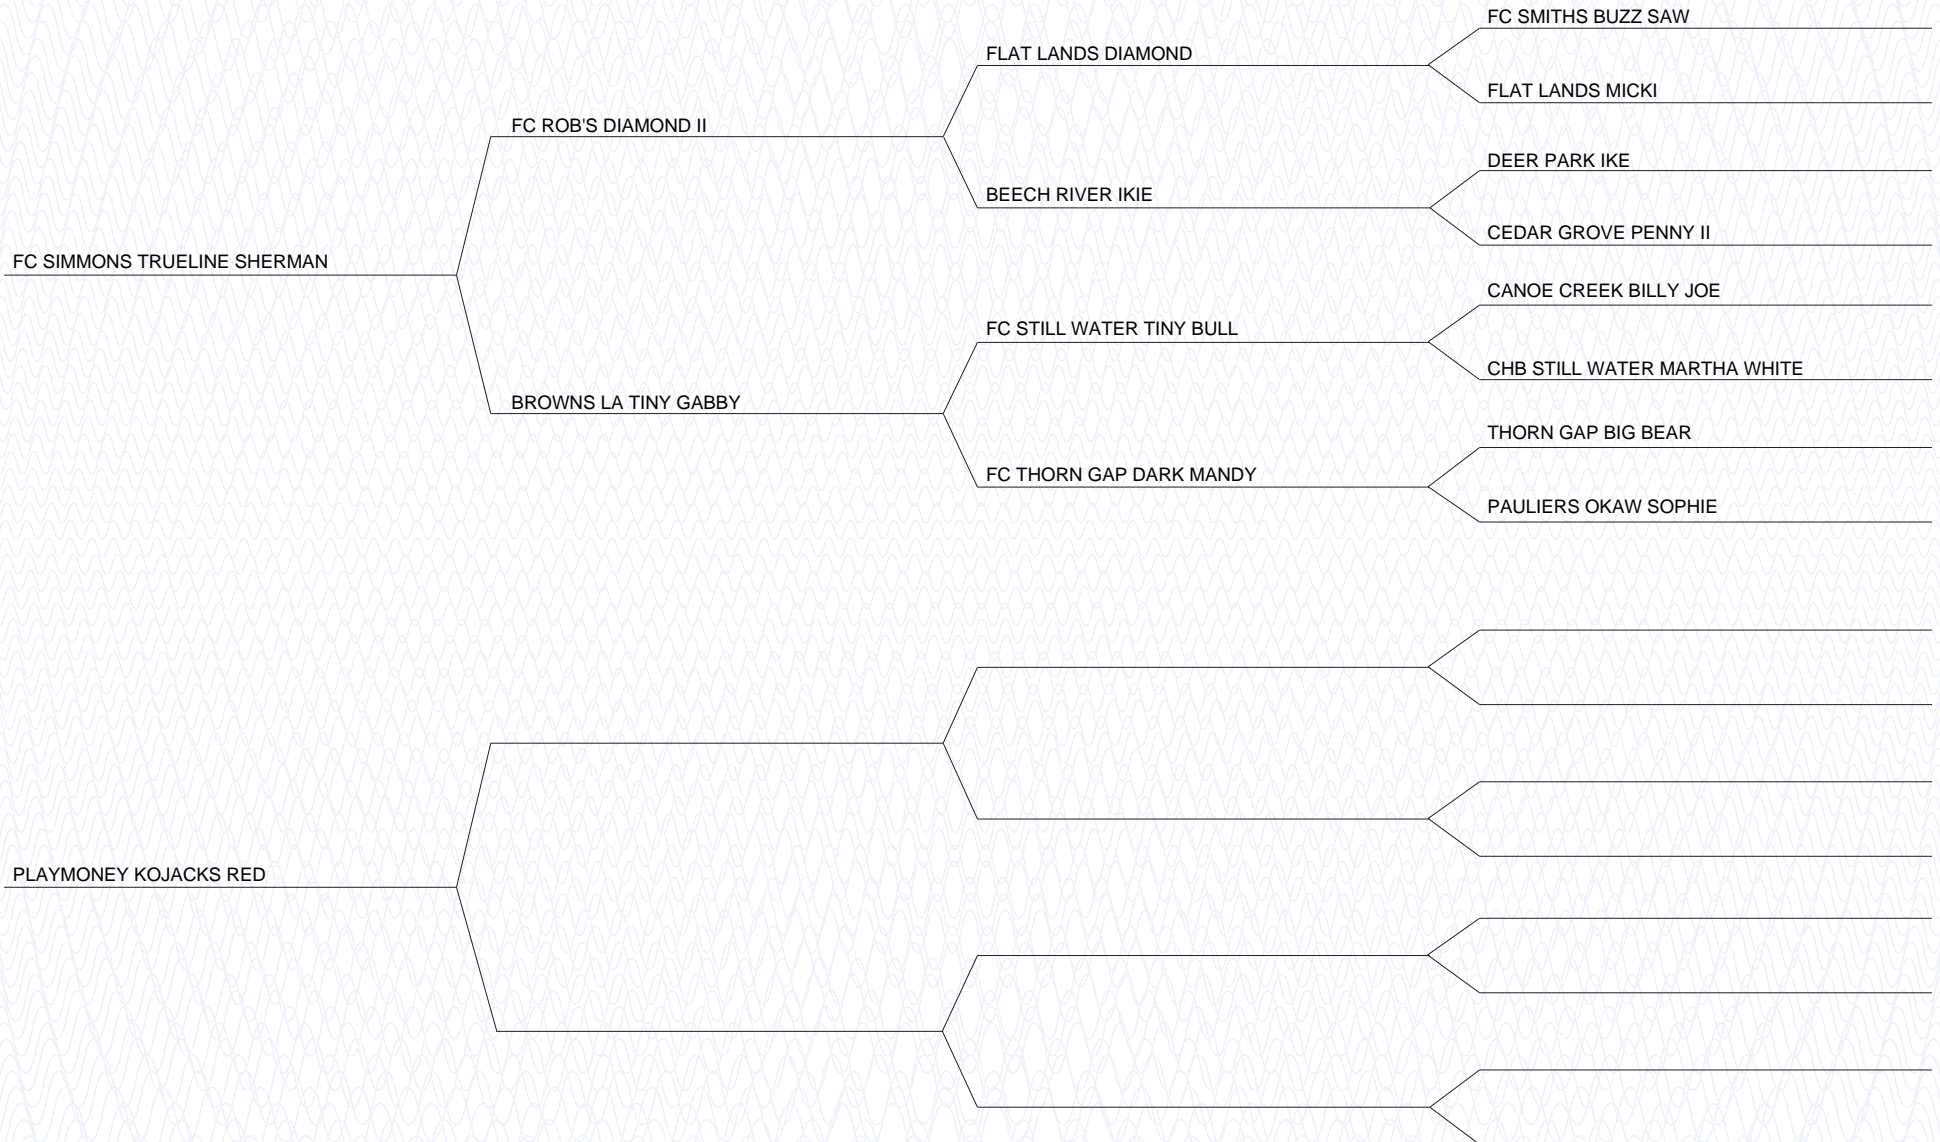 FC SMITHS BUZZ SAW
FLAT LANDS DIAMOND
FLAT LANDS MICKI
FC ROB'S DIAMOND II
DEER PARK IKE
BEECH RIVER IKIE
CEDAR GROVE PENNY II
FC SIMMONS TRUELINE SHERMAN
CANOE CREEK BILLY JOE
FC STILL WATER TINY BULL
CHB STILL WATER MARTHA WHITE
BROWNS LA TINY GABBY
THORN GAP BIG BEAR
FC THORN GAP DARK MANDY
PAULIERS OKAW SOPHIE
PLAYMONEY KOJACKS RED